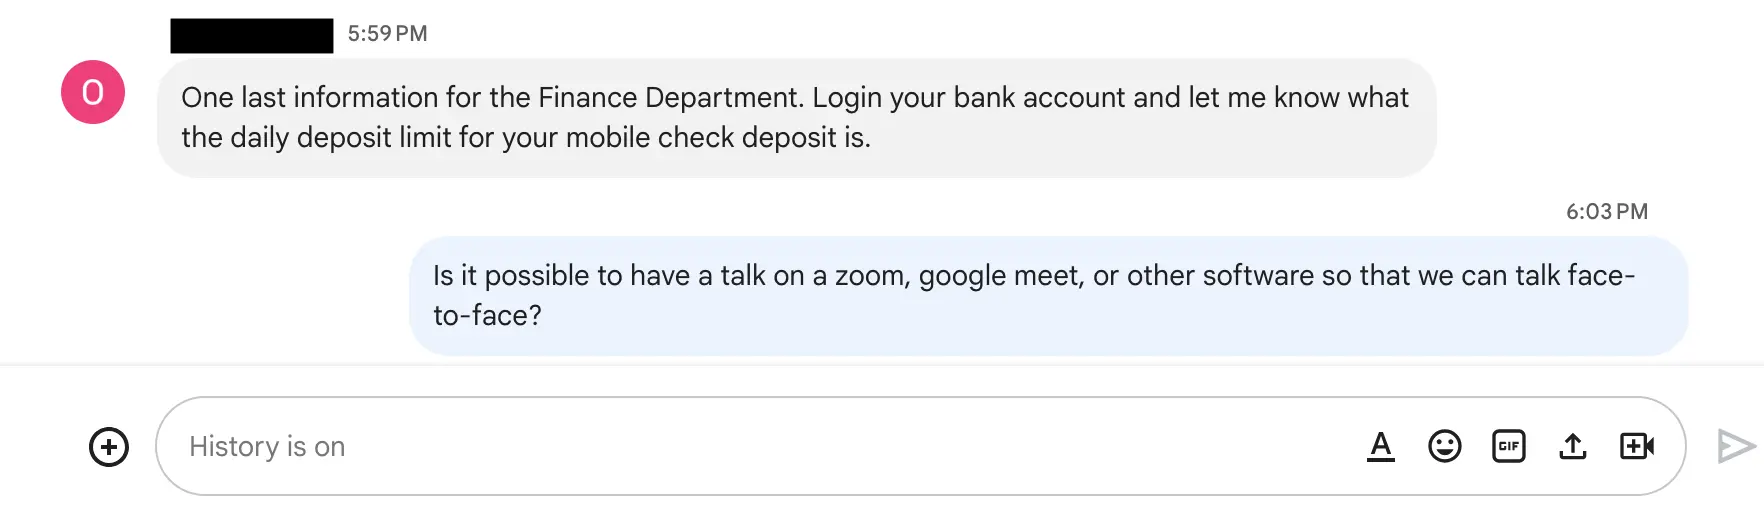 5:59 PM
O
One last information for the Finance Department. Login your bank account and let me know what
the daily deposit limit for your mobile check deposit is.
6:03 PM
Is it possible to have a talk on a zoom, google meet, or other software so that we can talk face-
to-face?
History is on
A
GIF